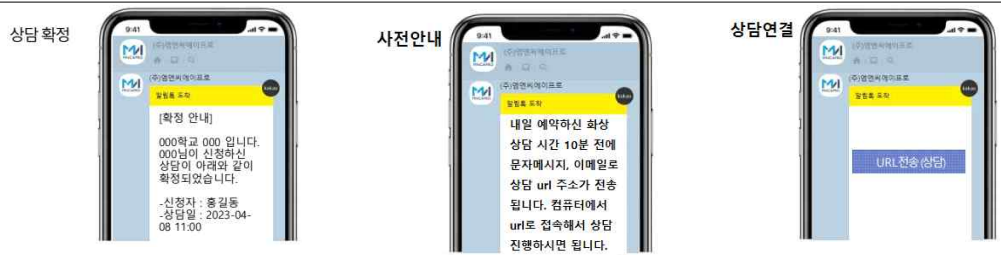 상담 확정
9:41
(주)엠엔씨에이프로
(주)엠엔씨에이프로
알림톡 도착
kakao
[확정 안내]
000학교 000 입니다.
000님이 신청하신
상담이 아래와 같이
확정되었습니다.
-신청자 : 홍길동
-상담일 : 2023-04-
08 11:00
사전안내
9:41
(주)엠엔씨에이프로
(주)엠엔씨에이프로
알림톡 도착
kakao
내일 예약하신 화상
상담 시간 10분 전에
문자메시지, 이메일로
상담 url 주소가 전송
됩니다. 컴퓨터에서
url로 접속해서 상담
진행하시면 됩니다.
상담연결
9:41
(주)엠엔씨에이프로
(주)엠엔씨에이프로
알림톡 도착
kakao
URL전송(상담)